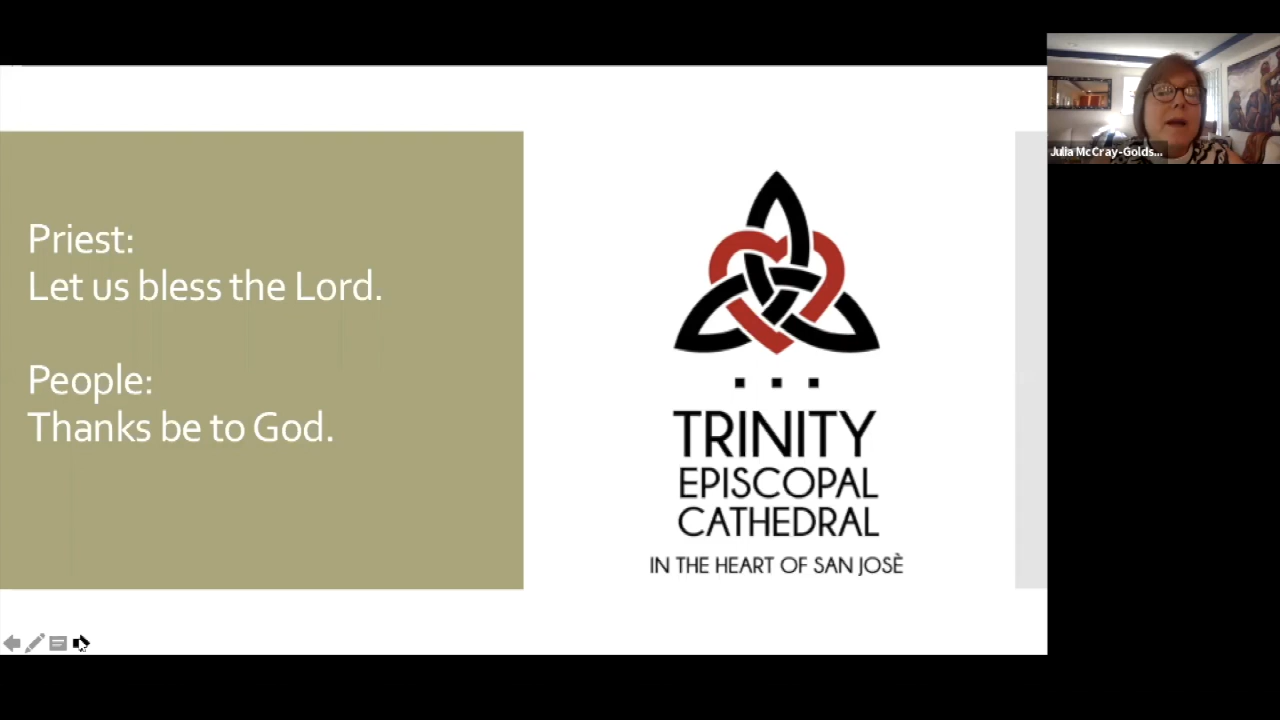 Priest:
Let us bless the Lord.
People:
Thanks be to God.
TRINITY
EPISCOPAL
CATHEDRAL
IN THE HEART OF SAN JOSÈ
Julia McCray-Golds...